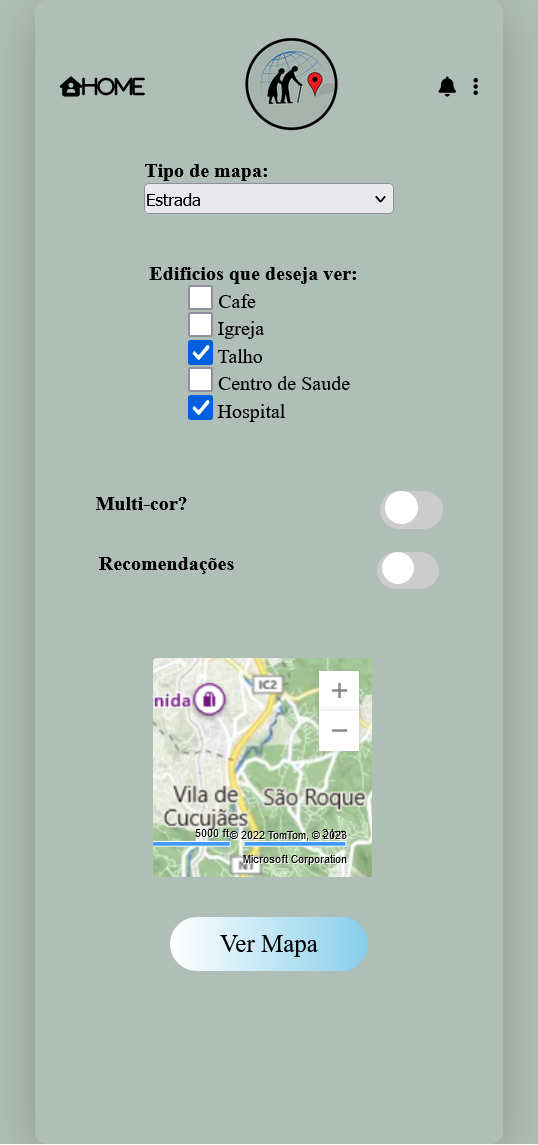 HOME
Tipo de mapa:
Estrada
Edificios que deseja ver:
Cafe
Igreja
Talho
Centro de Saude
Hospital
Multi-cor?
Recomendações
nida
IC2
+
−
Vila de
Cucujães
São Roque
5000 ft
© 2022 TomTom, © 2023
N1
Microsoft Corporation
Ver Mapa